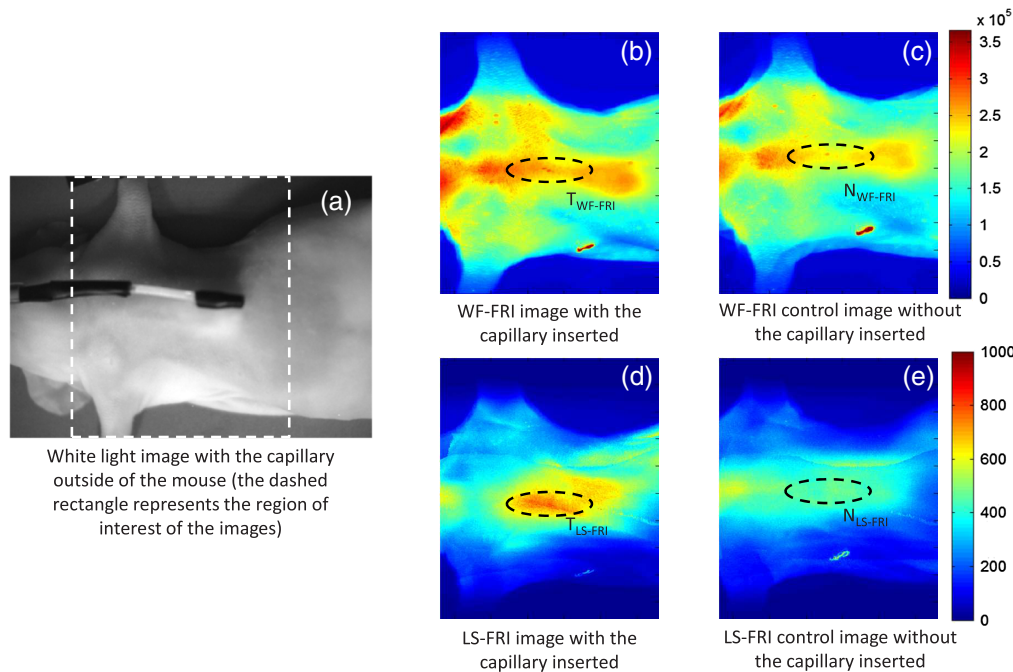 (a)
White light image with the capillary
outside of the mouse (the dashed
rectangle represents the region of
interest of the images)
(b)
T_WF-FRI
WF-FRI image with the
capillary inserted
(c)
N_WF-FRI
WF-FRI control image without
the capillary inserted
x 10⁵
3.5
3
2.5
2
1.5
1
0.5
0
(d)
T_LS-FRI
LS-FRI image with the
capillary inserted
(e)
N_LS-FRI
LS-FRI control image without
the capillary inserted
1000
800
600
400
200
0